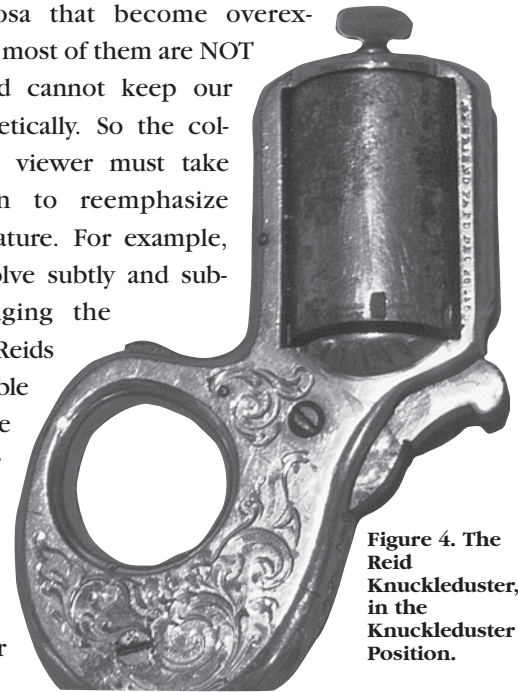 osa that become overex-
most of them are NOT
d cannot keep our
etically. So the col-
viewer must take
n to reemphasize
ature. For example,
olve subtly and sub-
ging the
Reids
ble
e
r
Figure 4. The
Reid
Knuckleduster,
in the
Knuckleduster
Position.